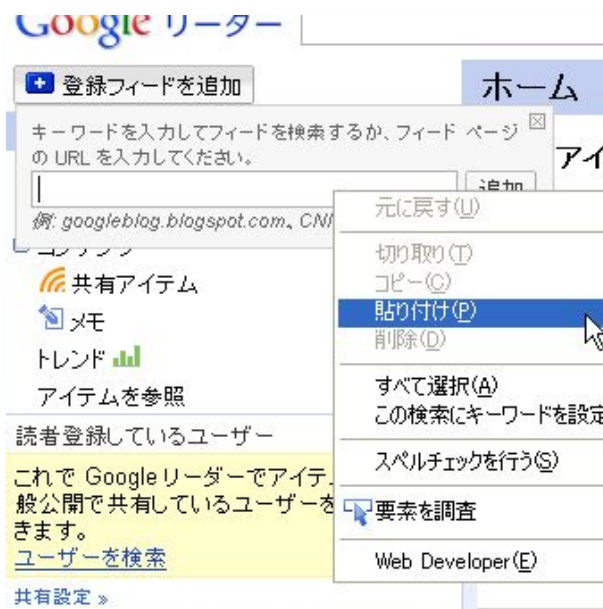 Google リーダー
登録フィードを追加
ホーム
キーワードを入力してフィードを検索するか、フィード ページ
の URL を入力してください。
アイ
追加
例: googleblog.blogspot.com、CN
コンテンツ
共有アイテム
メモ
トレンド
アイテムを参照
読者登録しているユーザー
これで Google リーダーでアイテ
般公開で共有しているユーザーを
きます。
ユーザーを検索
共有設定 »
元に戻す(U)
切り取り(T)
コピー(C)
貼り付け(P)
削除(D)
すべて選択(A)
この検索にキーワードを設定
スペルチェックを行う(S)
要素を調査
Web Developer(E)